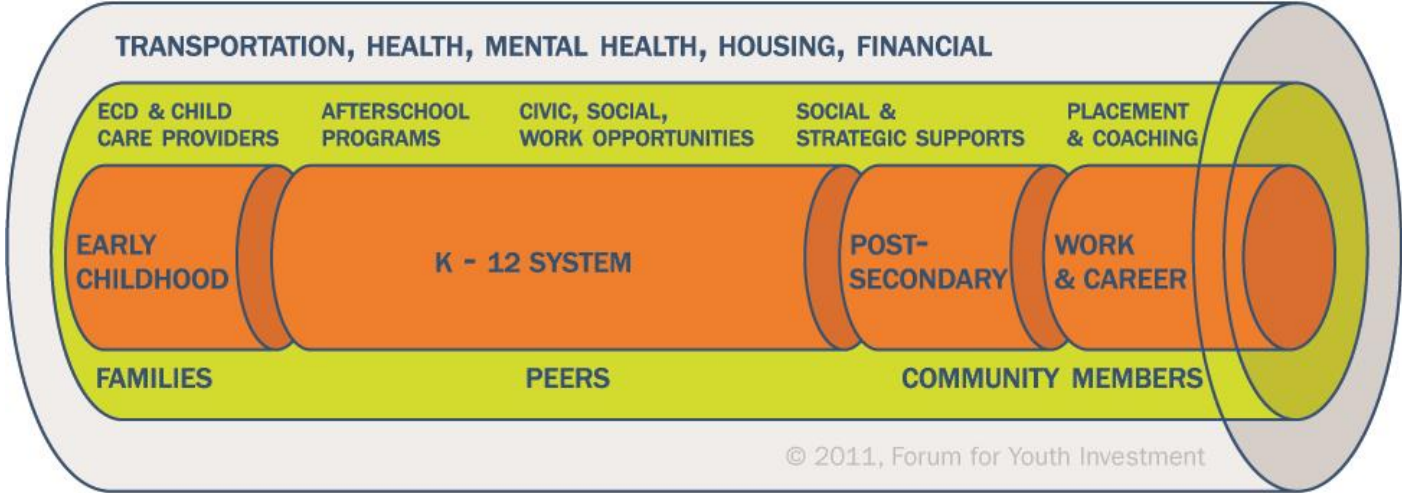 TRANSPORTATION, HEALTH, MENTAL HEALTH, HOUSING, FINANCIAL
ECD & CHILD
CARE PROVIDERS
AFTERSCHOOL
PROGRAMS
CIVIC, SOCIAL,
WORK OPPORTUNITIES
SOCIAL &
STRATEGIC SUPPORTS
PLACEMENT
& COACHING
EARLY
CHILDHOOD
K - 12 SYSTEM
POST-
SECONDARY
WORK
& CAREER
FAMILIES
PEERS
COMMUNITY MEMBERS
© 2011, Forum for Youth Investment